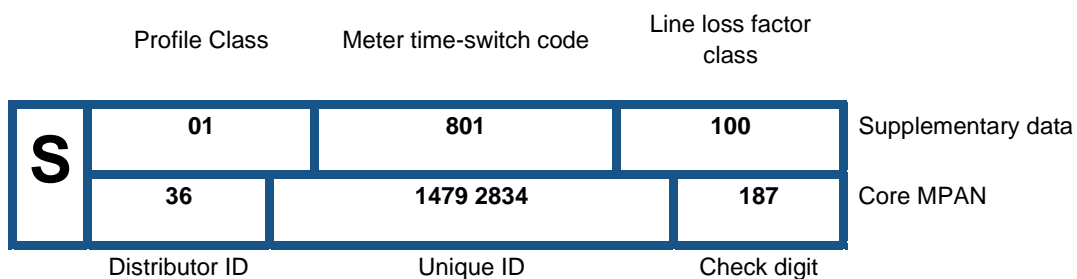 Profile Class Meter time-switch code Line loss factor
class
S
01 801 100 Supplementary data
36 1479 2834 187 Core MPAN
Distributor ID Unique ID Check digit